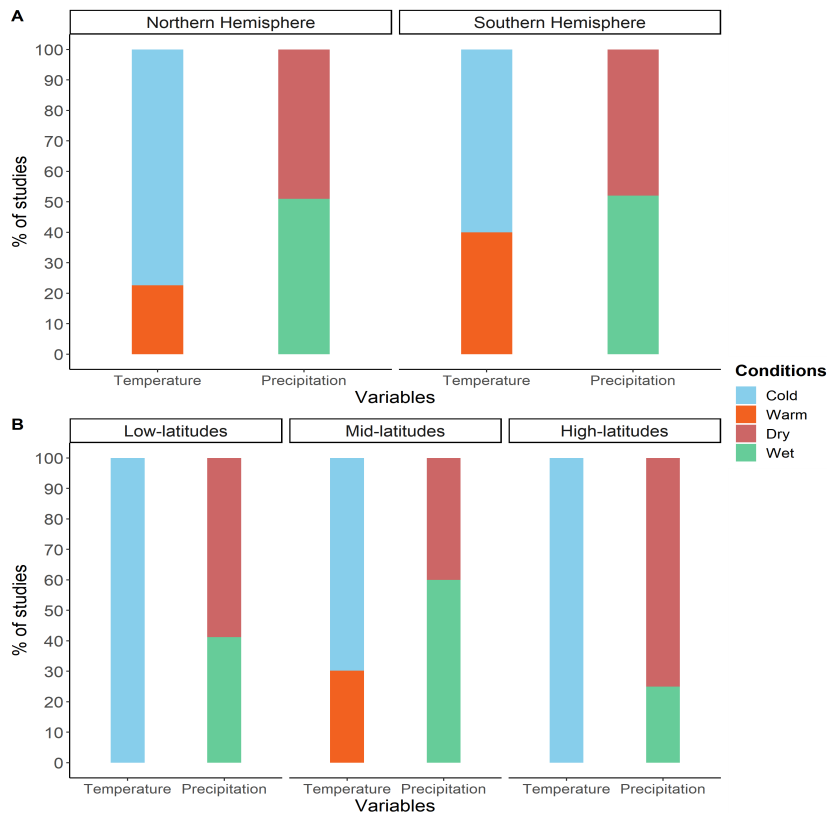 A
Northern Hemisphere
Southern Hemisphere
% of studies
100
90
80
70
60
50
40
30
20
10
0
Temperature
Precipitation
Temperature
Precipitation
Variables
Conditions
Cold
Warm
Dry
Wet
B
Low-latitudes
Mid-latitudes
High-latitudes
% of studies
100
90
80
70
60
50
40
30
20
10
0
Temperature
Precipitation
Temperature
Precipitation
Temperature
Precipitation
Variables